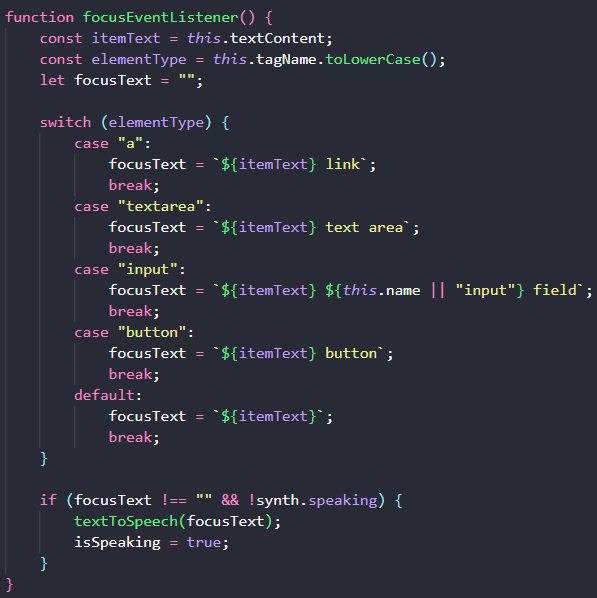 function focusEventListener() {
    const itemText = this.textContent;
    const elementType = this.tagName.toLowerCase();
    let focusText = "";

    switch (elementType) {
        case "a":
            focusText = `${itemText} link`;
            break;
        case "textarea":
            focusText = `${itemText} text area`;
            break;
        case "input":
            focusText = `${itemText} ${this.name || "input"} field`;
            break;
        case "button":
            focusText = `${itemText} button`;
            break;
        default:
            focusText = `${itemText}`;
            break;
    }

    if (focusText !== "" && !synth.speaking) {
        textToSpeech(focusText);
        isSpeaking = true;
    }
}